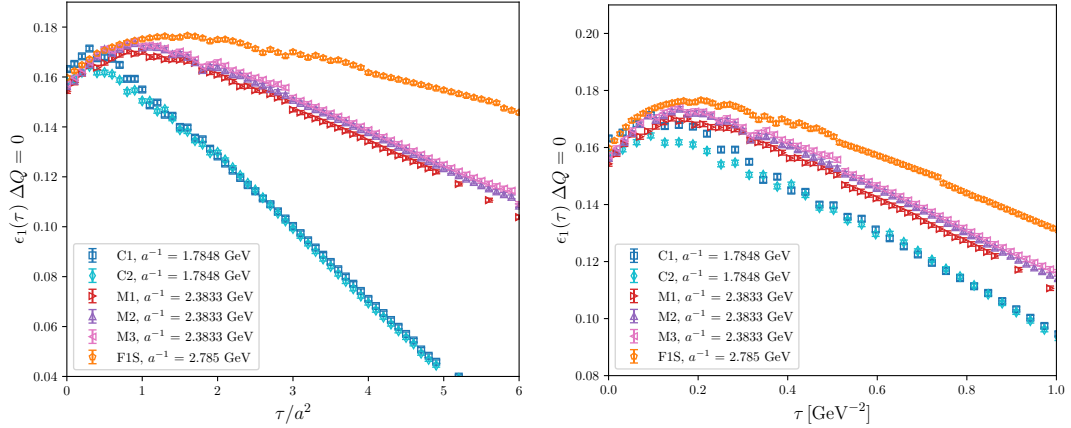 0.18
0.16
0.14
0.12
0.10
0.08
0.06
0.04
ϵ₁(τ) ΔQ = 0
C1, a⁻¹ = 1.7848 GeV
C2, a⁻¹ = 1.7848 GeV
M1, a⁻¹ = 2.3833 GeV
M2, a⁻¹ = 2.3833 GeV
M3, a⁻¹ = 2.3833 GeV
F1S, a⁻¹ = 2.785 GeV
0 1 2 3 4 5 6
τ/a²
0.20
0.18
0.16
0.14
0.12
0.10
0.08
ϵ₁(τ) ΔQ = 0
C1, a⁻¹ = 1.7848 GeV
C2, a⁻¹ = 1.7848 GeV
M1, a⁻¹ = 2.3833 GeV
M2, a⁻¹ = 2.3833 GeV
M3, a⁻¹ = 2.3833 GeV
F1S, a⁻¹ = 2.785 GeV
0.0 0.2 0.4 0.6 0.8 1.0
τ [GeV⁻²]